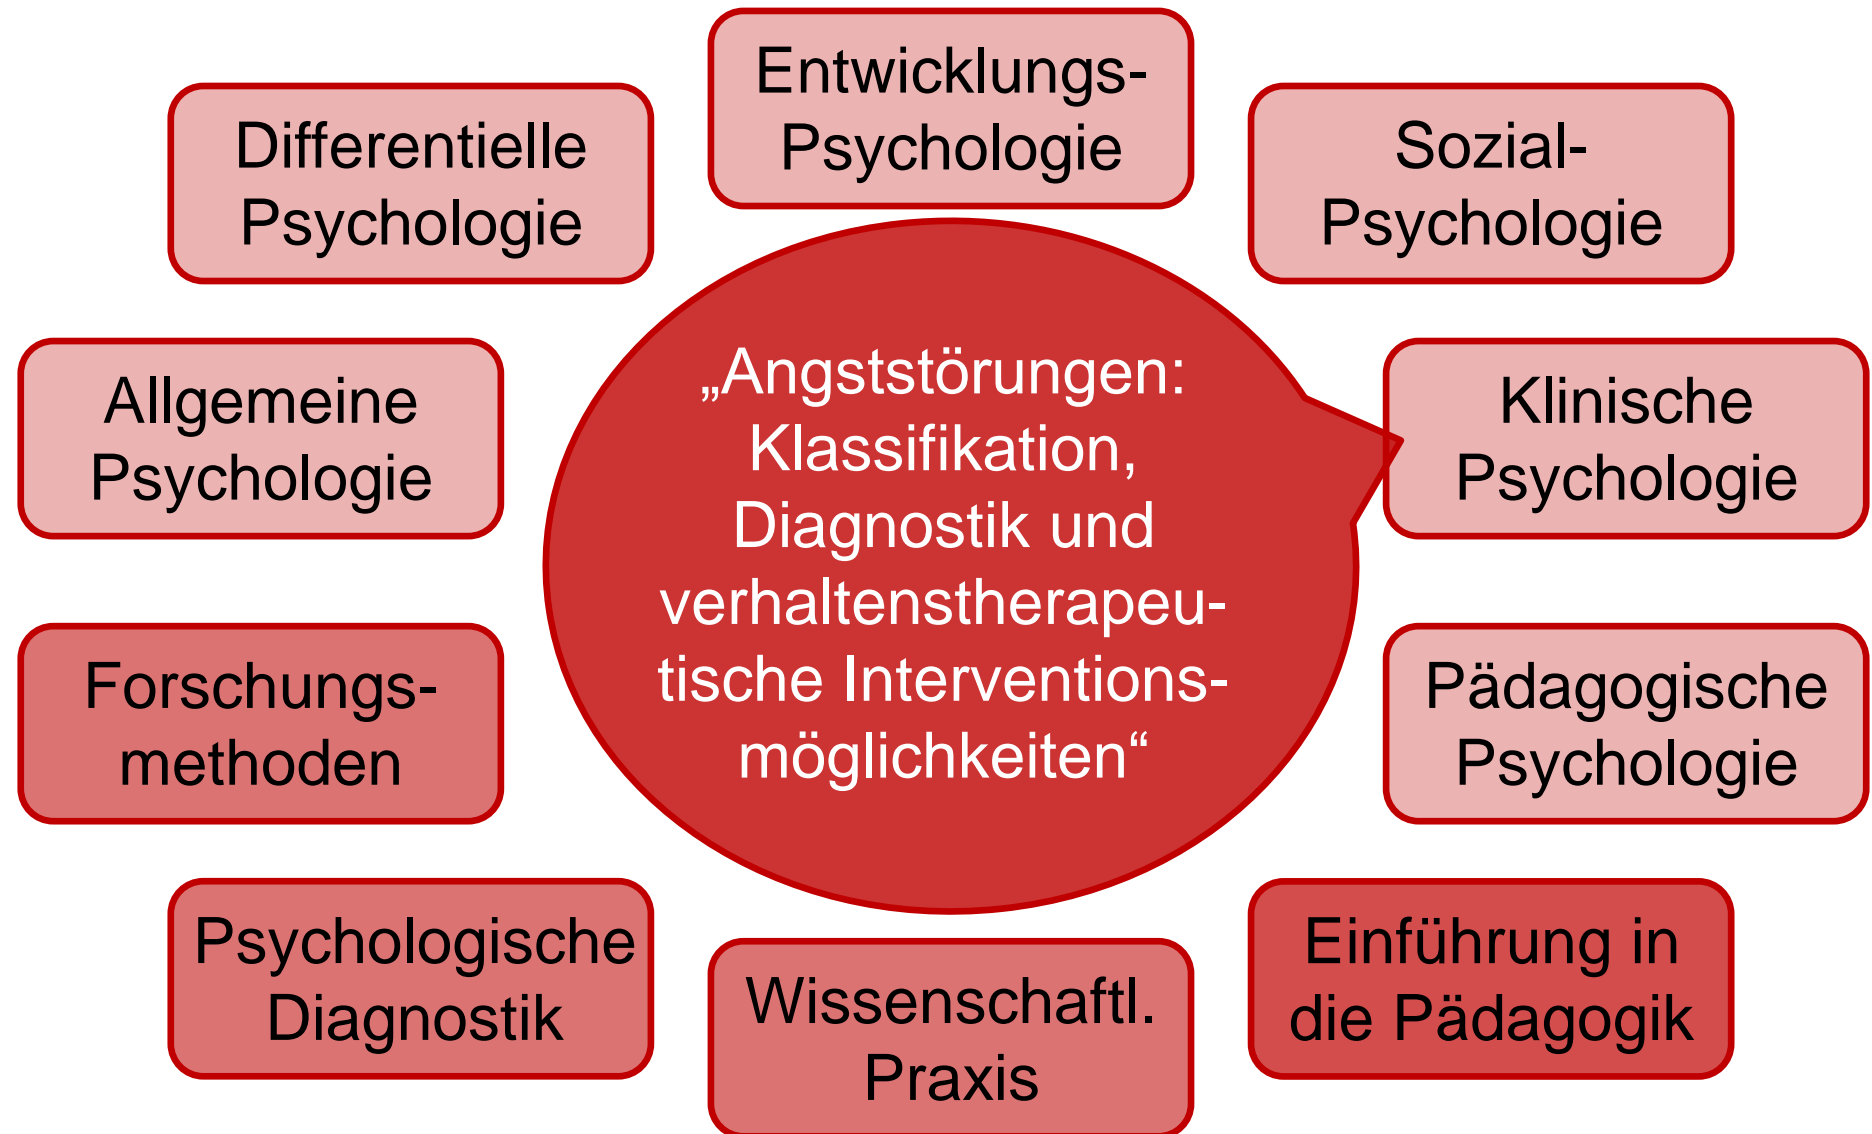 Entwicklungs-
Psychologie
Differentielle
Psychologie
Sozial-
Psychologie
Allgemeine
Psychologie
„Angststörungen:
Klassifikation,
Diagnostik und
verhaltenstherapeu-
tische Interventions-
möglichkeiten“
Klinische
Psychologie
Forschungs-
methoden
Pädagogische
Psychologie
Psychologische
Diagnostik
Wissenschaftl.
Praxis
Einführung in
die Pädagogik